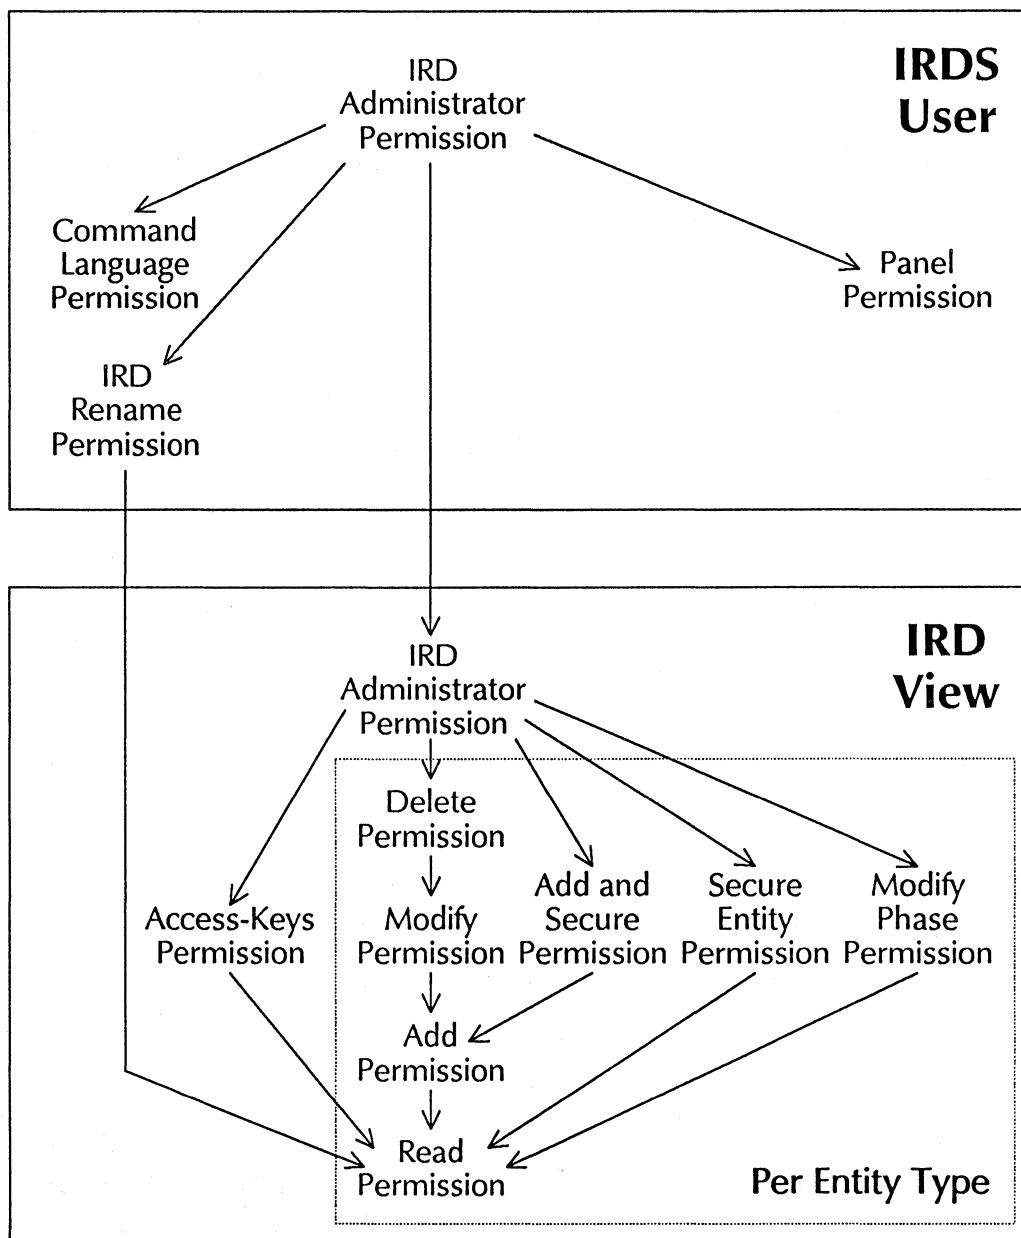 IRDS
User
IRD
Administrator
Permission
Command
Language
Permission
Panel
Permission
IRD
Rename
Permission
IRD
View
IRD
Administrator
Permission
Delete
Permission
Access-Keys
Permission
Modify
Permission
Add and
Secure
Permission
Secure
Entity
Permission
Modify
Phase
Permission
Add
Permission
Read
Permission
Per Entity Type